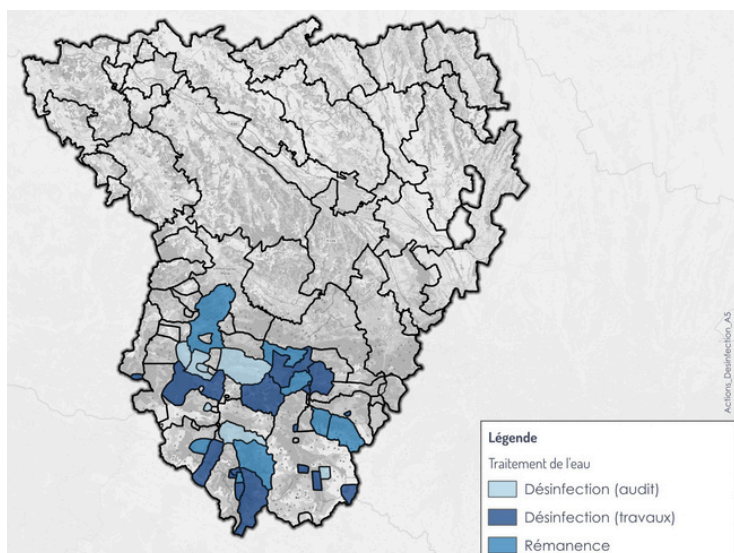 Actions_Desinfection_AS
Légende
Traitement de l'eau
Désinfection (audit)
Désinfection (travaux)
Rémanence